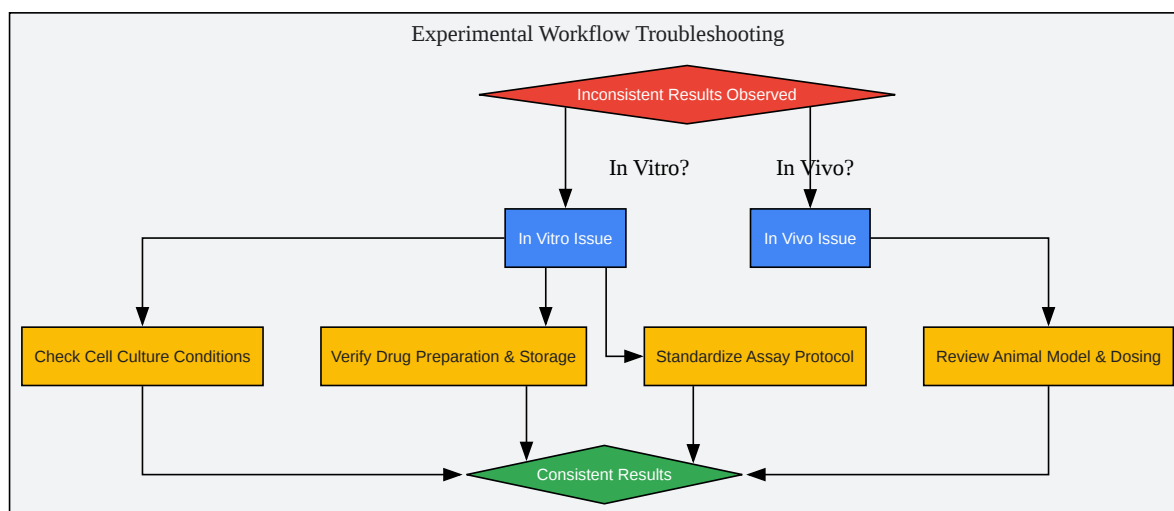 Experimental Workflow Troubleshooting
Inconsistent Results Observed
In Vitro?
In Vivo?
In Vitro Issue
In Vivo Issue
Check Cell Culture Conditions
Verify Drug Preparation & Storage
Standardize Assay Protocol
Review Animal Model & Dosing
Consistent Results